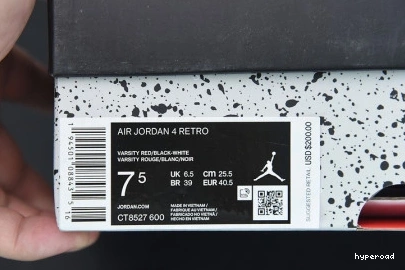 AIR JORDAN 4 RETRO
VARSITY RED/BLACK-WHITE
VARSITY ROUGE/BLANC/NOIR
7 5
UK 6.5 CM 25.5
BR 39 EUR 40.5
JORDAN.COM
CT8527 600
MADE IN VIETNAM /
FABRIQUÉ AU VIETNAM /
FABRICADO NO VIETNÃ /
HECHO EN VIETNAM
SUGGESTED RETAIL USD $200.00
hyperoad